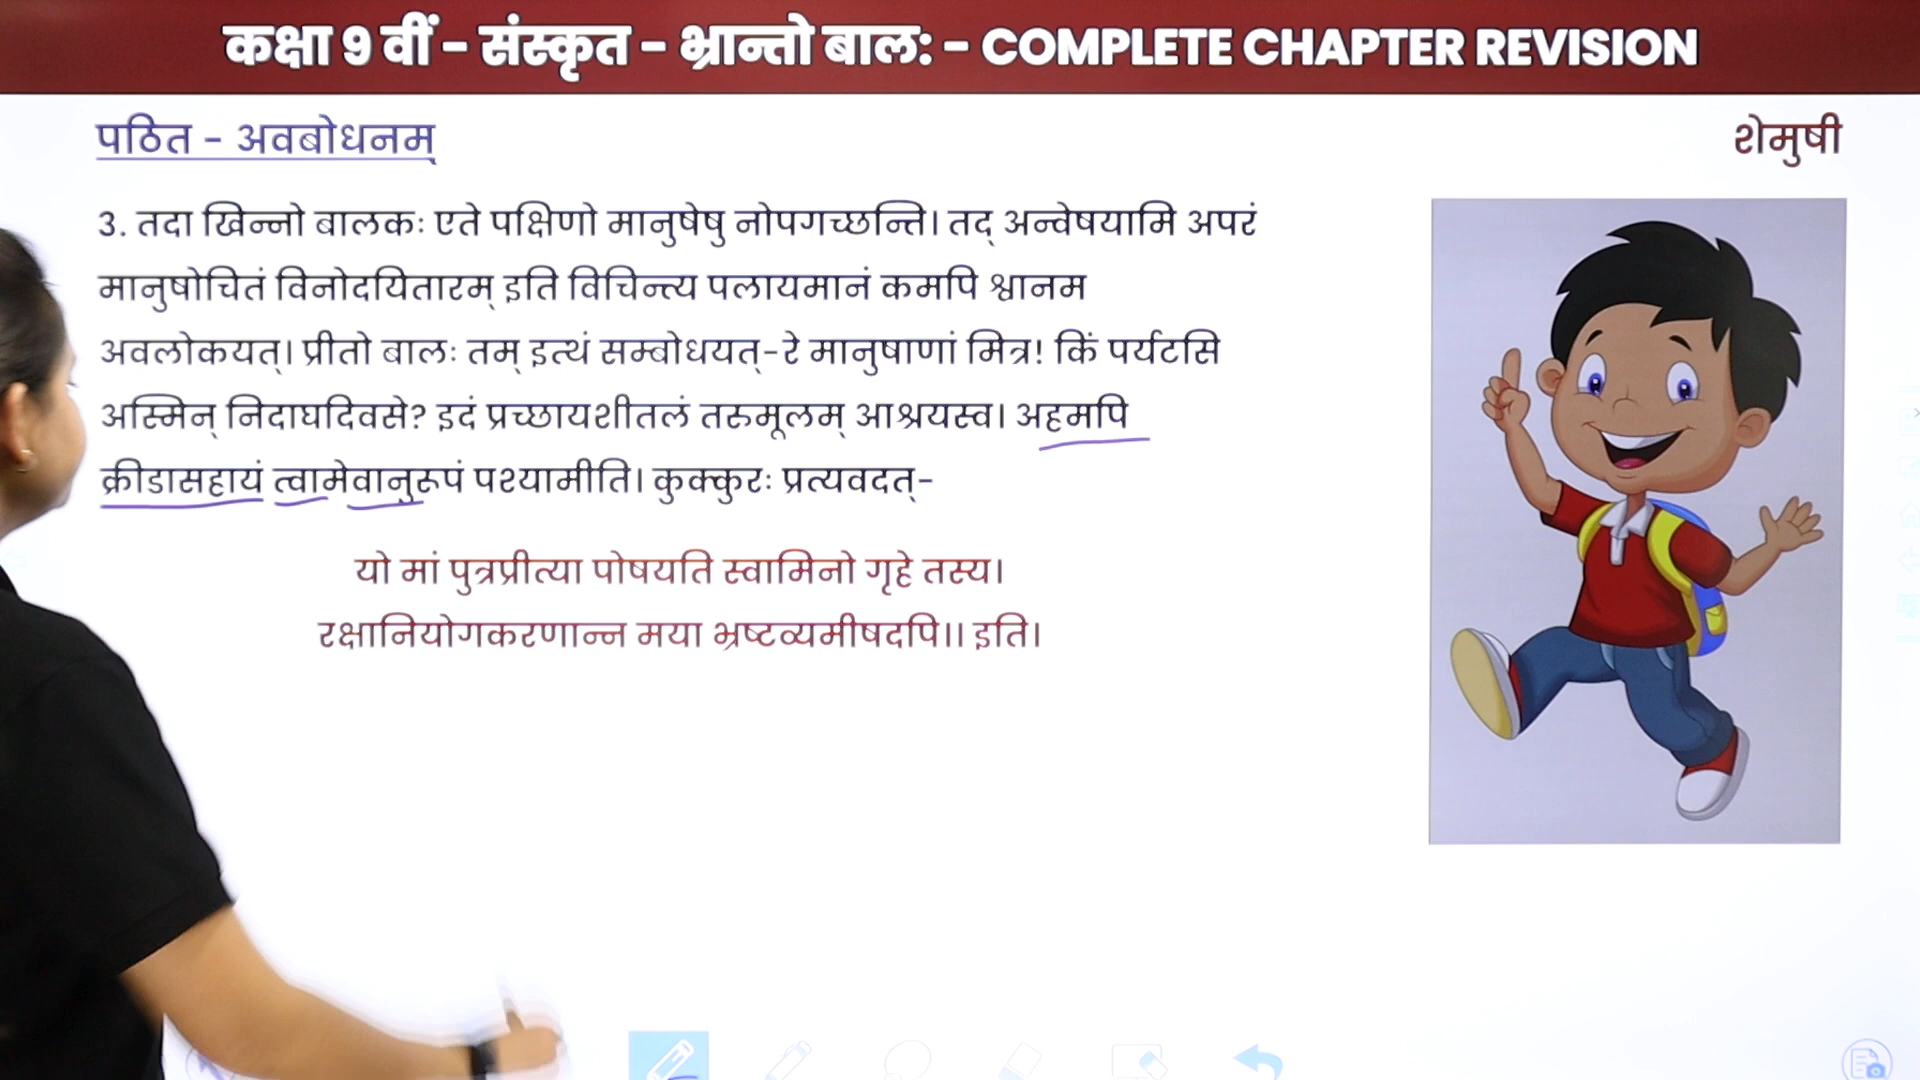 कक्षा 9 वीं - संस्कृत - भ्रान्तो बाल: - COMPLETE CHAPTER REVISION
पठित - अवबोधनम्
शेमुषी
3. तदा खिन्नो बालकः एते पक्षिणो मानुषेषु नोपगच्छन्ति। तद् अन्वेषयामि अपरं
मानुषोचितं विनोदयितारम् इति विचिन्त्य पलायमानं कमपि श्वानम
अवलोकयत्। प्रीतो बालः तम् इत्थं सम्बोधयत्-रे मानुषाणां मित्र! किं पर्यटसि
अस्मिन् निदाघदिवसे? इदं प्रच्छायशीतलं तरुमूलम् आश्रयस्व। अहमपि
क्रीडासहायं त्वामेवानुरूपं पश्यामीति। कुक्कुरः प्रत्यवदत्-
यो मां पुत्रप्रीत्या पोषयति स्वामिनो गृहे तस्य।
रक्षानियोगकरणान्न मया भ्रष्टव्यमीषदपि।। इति।